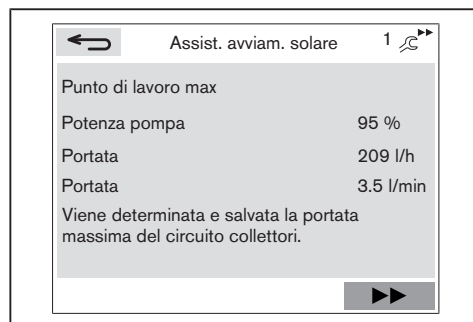 Assist. avviam. solare 1
Punto di lavoro max
Potenza pompa 95 %
Portata 209 l/h
Portata 3.5 l/min
Viene determinata e salvata la portata
massima del circuito collettori.